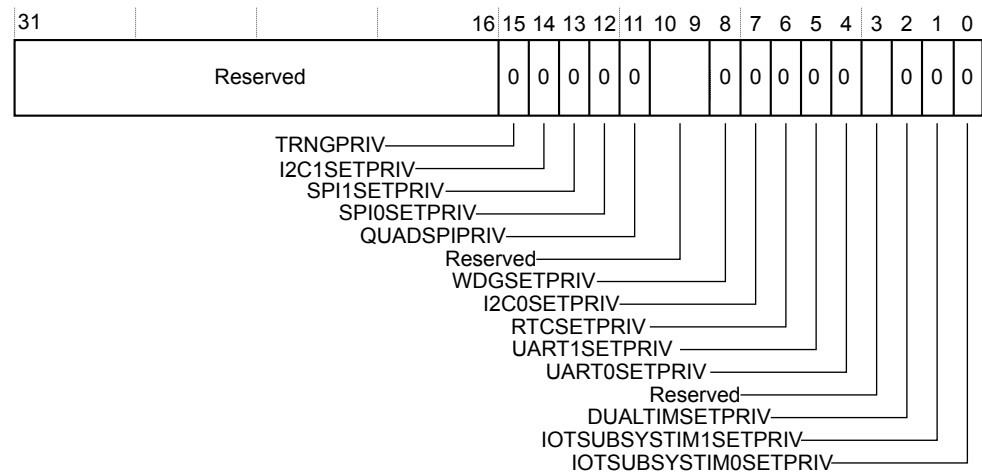 31 16 15 14 13 12 11 10 9 8 7 6 5 4 3 2 1 0
Reserved 0 0 0 0 0 0 0 0 0 0 0 0 0
TRNGPRIV
I2C1SETPRIV
SPI1SETPRIV
SPI0SETPRIV
QUADSPIPRIV
Reserved
WDGSETPRIV
I2C0SETPRIV
RTCSETPRIV
UART1SETPRIV
UART0SETPRIV
Reserved
DUALTIMSETPRIV
IOTSUBSYSTIM1SETPRIV
IOTSUBSYSTIM0SETPRIV